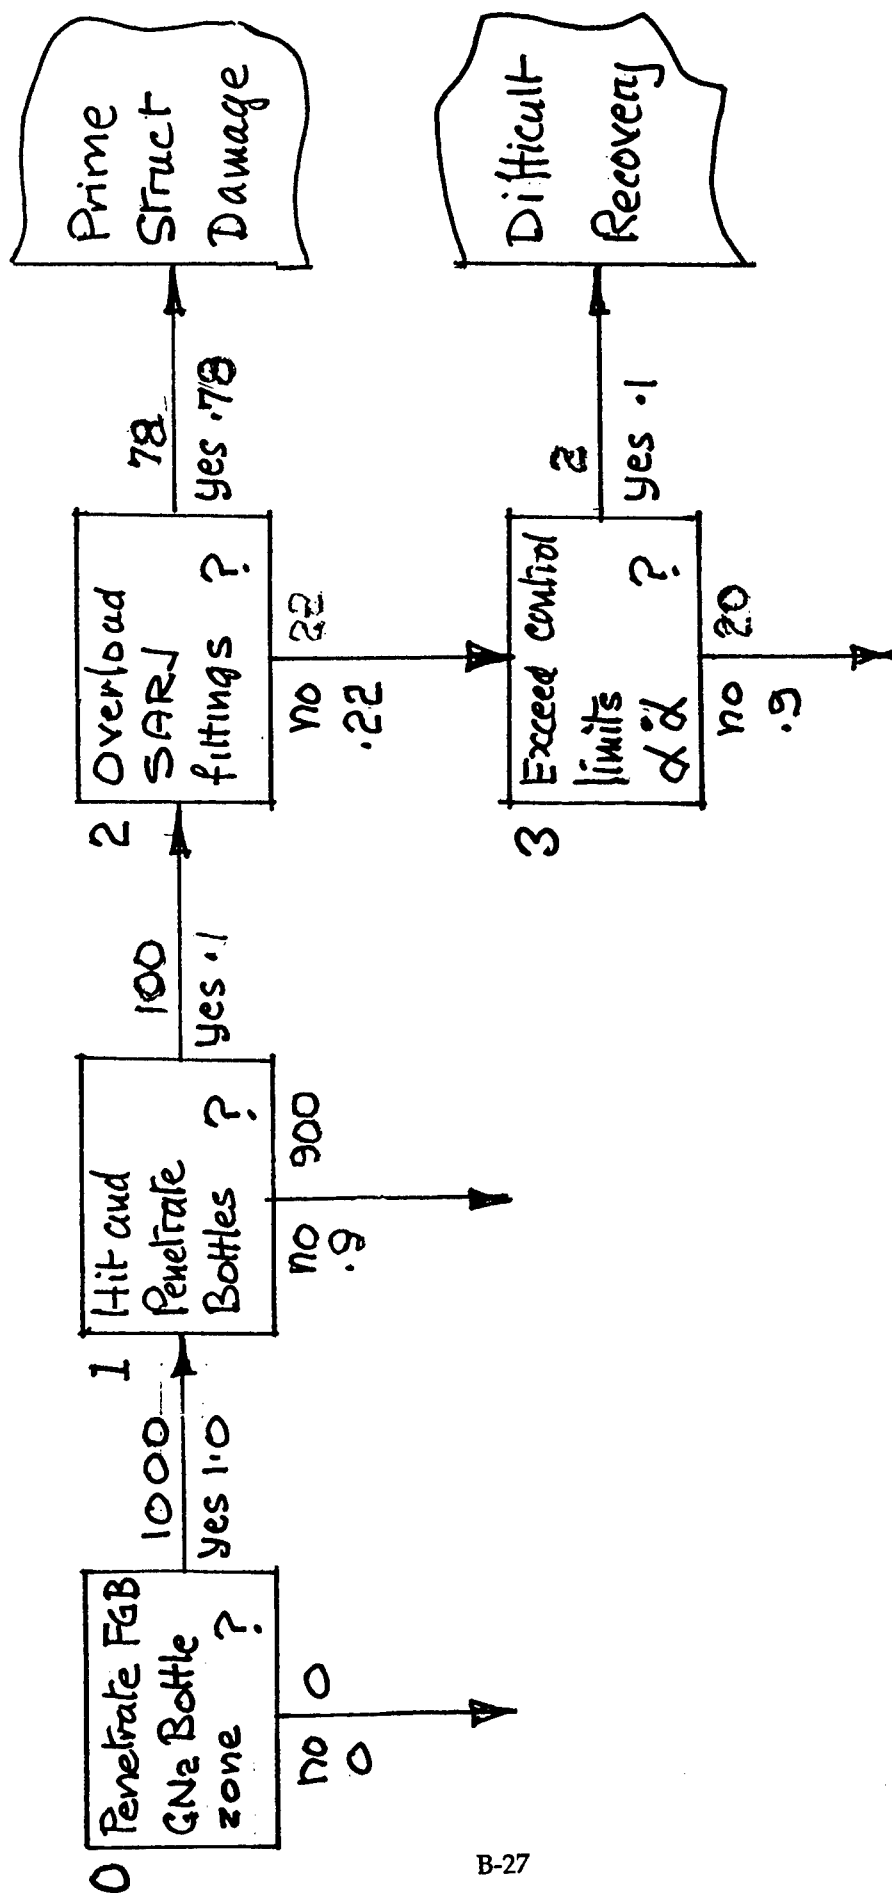 0
Penetrate FGB
GN2 Bottle
zone ?
1000
yes 1.0
no 0
0
1
Hit and
Penetrate
Bottles ?
100
yes .1
no 900
.9
2
Overload
SARJ
fittings ?
78
yes .78
no 22
.22
Prime
Struct
Damage
3
Exceed control
limits
α ὰ ?
2
yes .1
no 20
.9
Difficult
Recovery
B-27